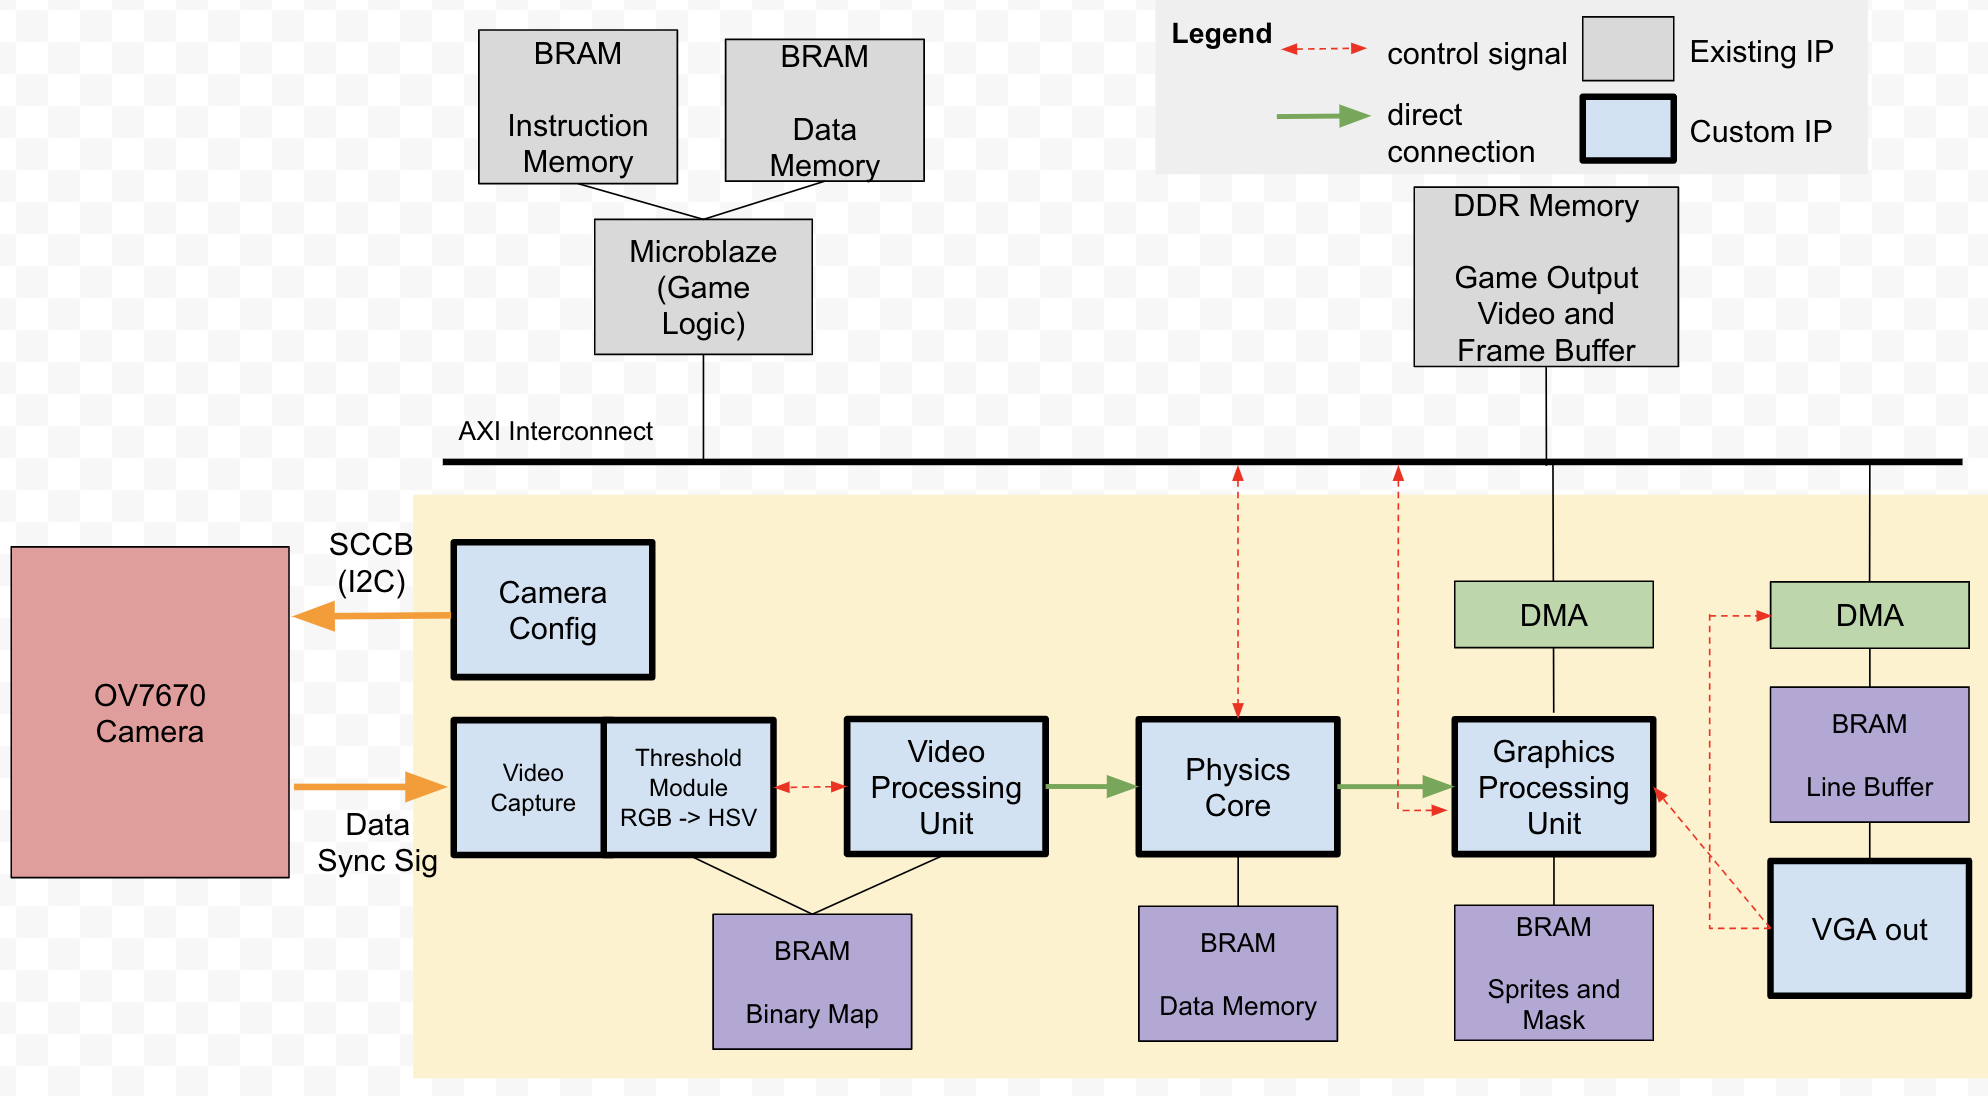 BRAM
Instruction
Memory
BRAM
Data
Memory
Legend
control signal
Existing IP
direct
connection
Custom IP
Microblaze
(Game
Logic)
DDR Memory
Game Output
Video and
Frame Buffer
AXI Interconnect
SCCB
(I2C)
Camera
Config
OV7670
Camera
Data
Sync Sig
Video
Capture
Threshold
Module
RGB -> HSV
Video
Processing
Unit
Physics
Core
Graphics
Processing
Unit
DMA
DMA
BRAM
Line Buffer
VGA out
BRAM
Binary Map
BRAM
Data Memory
BRAM
Sprites and
Mask